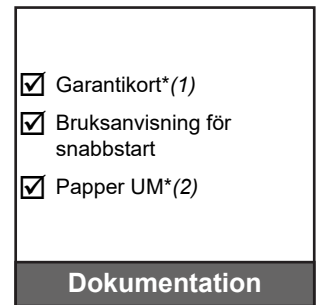 ☑ Garantikort*(1)
☑ Bruksanvisning för
snabbstart
☑ Papper UM*(2)
Dokumentation